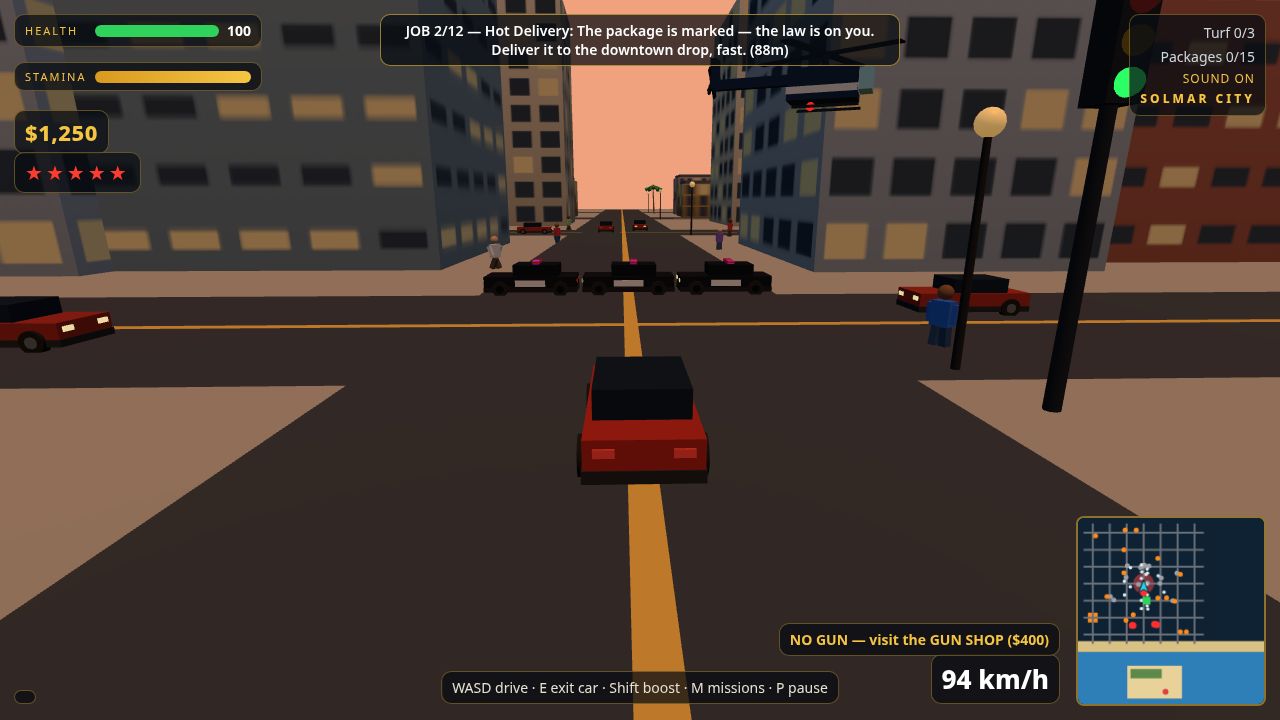 HEALTH 100
JOB 2/12 — Hot Delivery: The package is marked — the law is on you.
Deliver it to the downtown drop, fast. (88m)
Turf 0/3
Packages 0/15
SOUND ON
SOLMAR CITY
STAMINA
$1,250
★★★★★
NO GUN — visit the GUN SHOP ($400)
94 km/h
WASD drive · E exit car · Shift boost · M missions · P pause